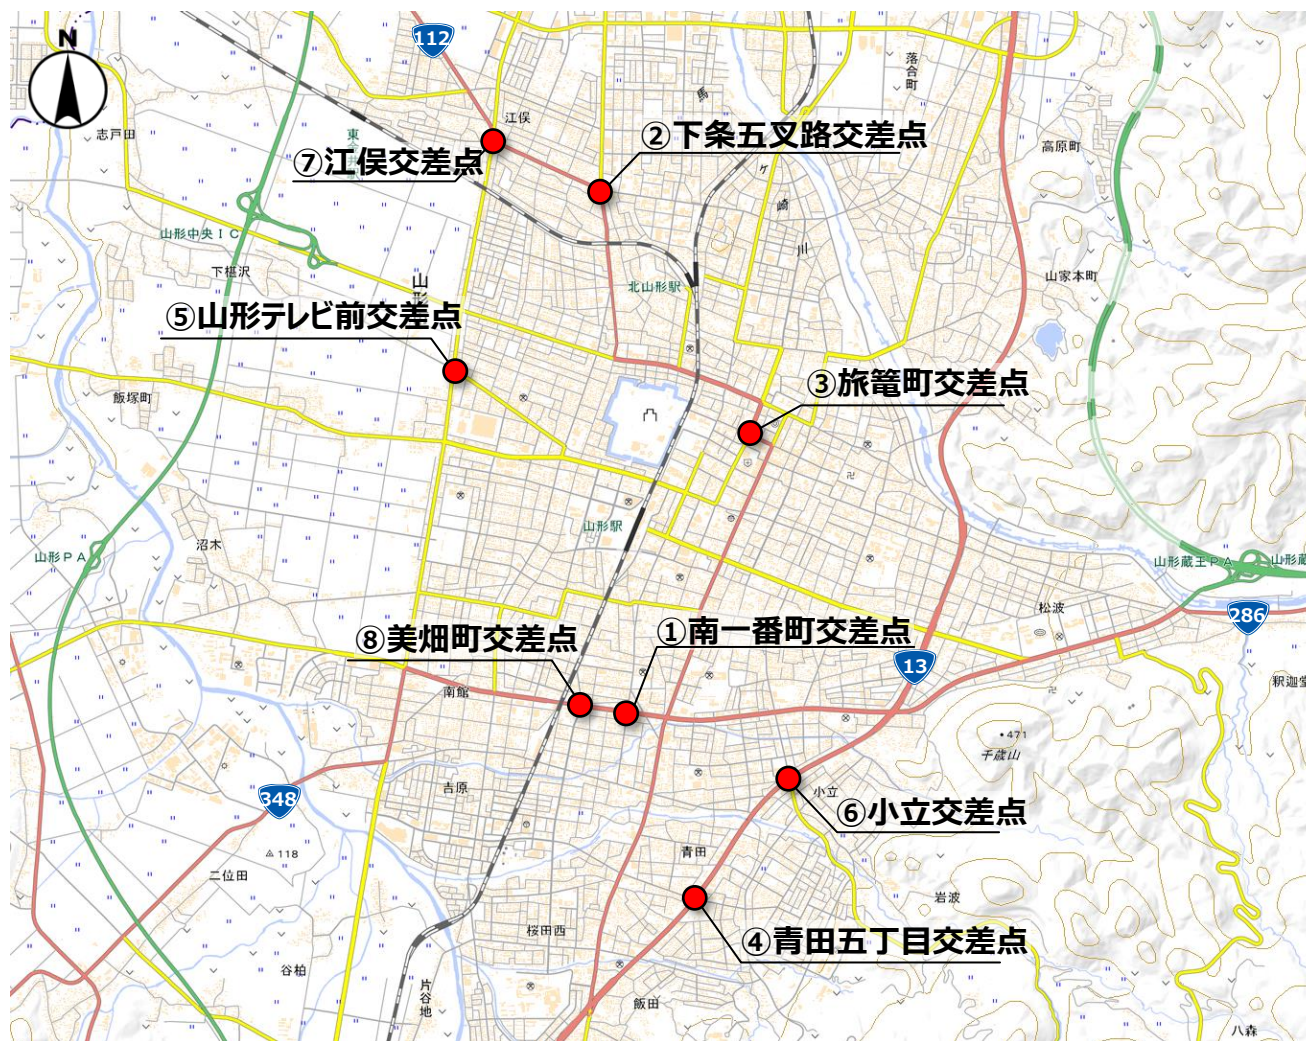 N
112
落合町
志戸田
江俣
馬
②下条五叉路交差点
高原町
⑦江俣交差点
ケ
崎
川
山形中央IC
下椹沢
北山形駅
山家本町
⑤山形テレビ前交差点
③旅篭町交差点
飯塚町
山形駅
沼木
山形PA
山形蔵王PA
松波
286
⑧美畑町交差点
①南一番町交差点
13
釈迦堂
南館
471
千歳山
348
吉原
小立
⑥小立交差点
118
青田
二位田
岩波
桜田西
④青田五丁目交差点
谷柏
片谷地
飯田
八森